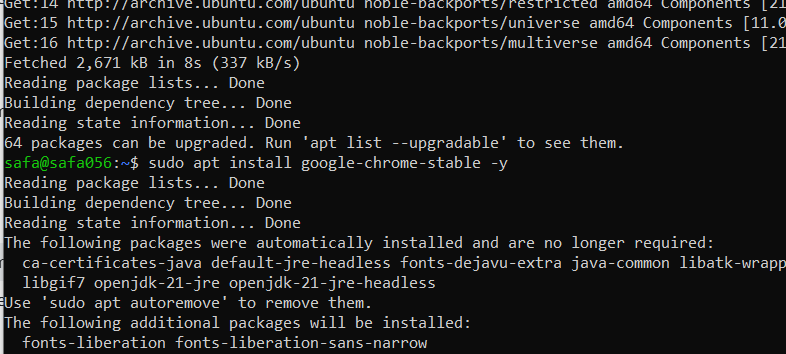 Get:14 http://archive.ubuntu.com/ubuntu noble-backports/restricted amd64 Components [21
Get:15 http://archive.ubuntu.com/ubuntu noble-backports/universe amd64 Components [11.0
Get:16 http://archive.ubuntu.com/ubuntu noble-backports/multiverse amd64 Components [21
Fetched 2,671 kB in 8s (337 kB/s)
Reading package lists... Done
Building dependency tree... Done
Reading state information... Done
64 packages can be upgraded. Run 'apt list --upgradable' to see them.
safa@safa056:~$ sudo apt install google-chrome-stable -y
Reading package lists... Done
Building dependency tree... Done
Reading state information... Done
The following packages were automatically installed and are no longer required:
ca-certificates-java default-jre-headless fonts-dejavu-extra java-common libatk-wrapp
libgif7 openjdk-21-jre openjdk-21-jre-headless
Use 'sudo apt autoremove' to remove them.
The following additional packages will be installed:
fonts-liberation fonts-liberation-sans-narrow